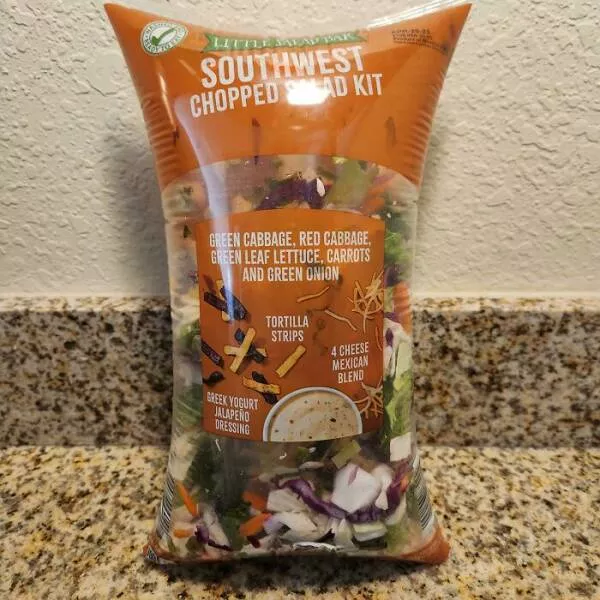 LITTLE SALAD BAR
SOUTHWEST
CHOPPED SALAD KIT
GREEN CABBAGE, RED CABBAGE,
GREEN LEAF LETTUCE, CARROTS
AND GREEN ONION
TORTILLA
STRIPS
4 CHEESE
MEXICAN
BLEND
GREEK YOGURT
JALAPEÑO
DRESSING